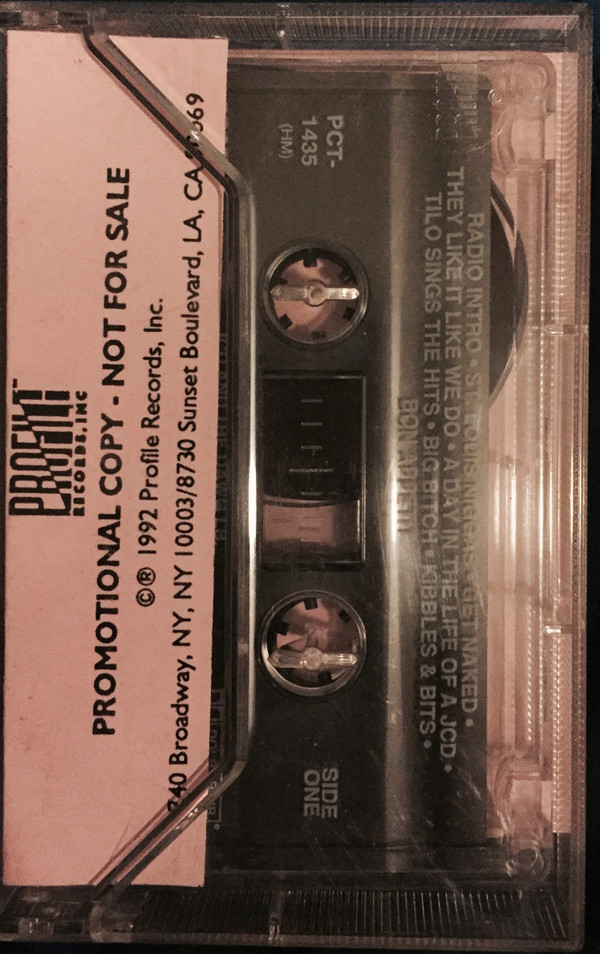 PROFILE™
RECORDS, INC
PROMOTIONAL COPY - NOT FOR SALE
©℗ 1992 Profile Records, Inc.
740 Broadway, NY, NY 10003/8730 Sunset Boulevard, LA, CA 90069
PCT-
1435
(HM)
SIDE
ONE
RADIO INTRO • ST. LOUIS NIGGAS • GET NAKED •
THEY LIKE IT LIKE WE DO • A DAY IN THE LIFE OF A JCD •
TILO SINGS THE HITS • BIG BITCH • KIBBLES & BITS •
BON APPETIT